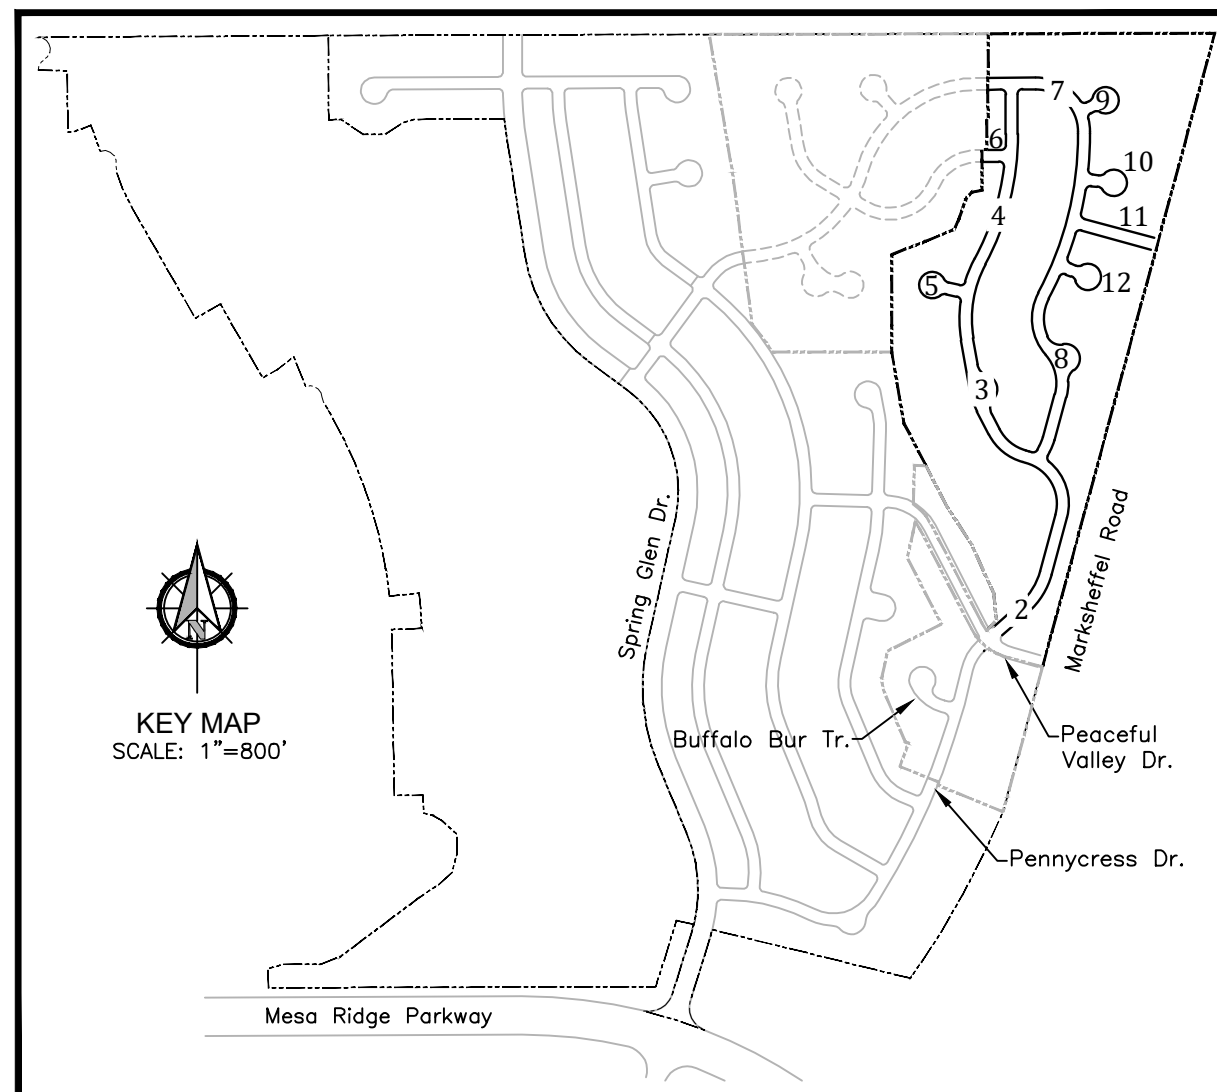 7
9
6
10
4
11
5
12
8
3
Spring Glen Dr.
Marksheffel Road
2
N
KEY MAP
SCALE: 1"=800'
Buffalo Bur Tr.
Peaceful
Valley Dr.
Pennycress Dr.
Mesa Ridge Parkway